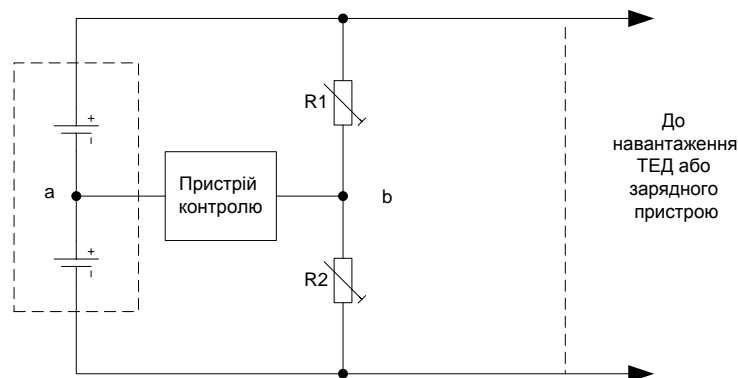 +
R1
До
навантаження
ТЕД або
зарядного
пристрою
a
Пристрій
контролю
b
+
R2